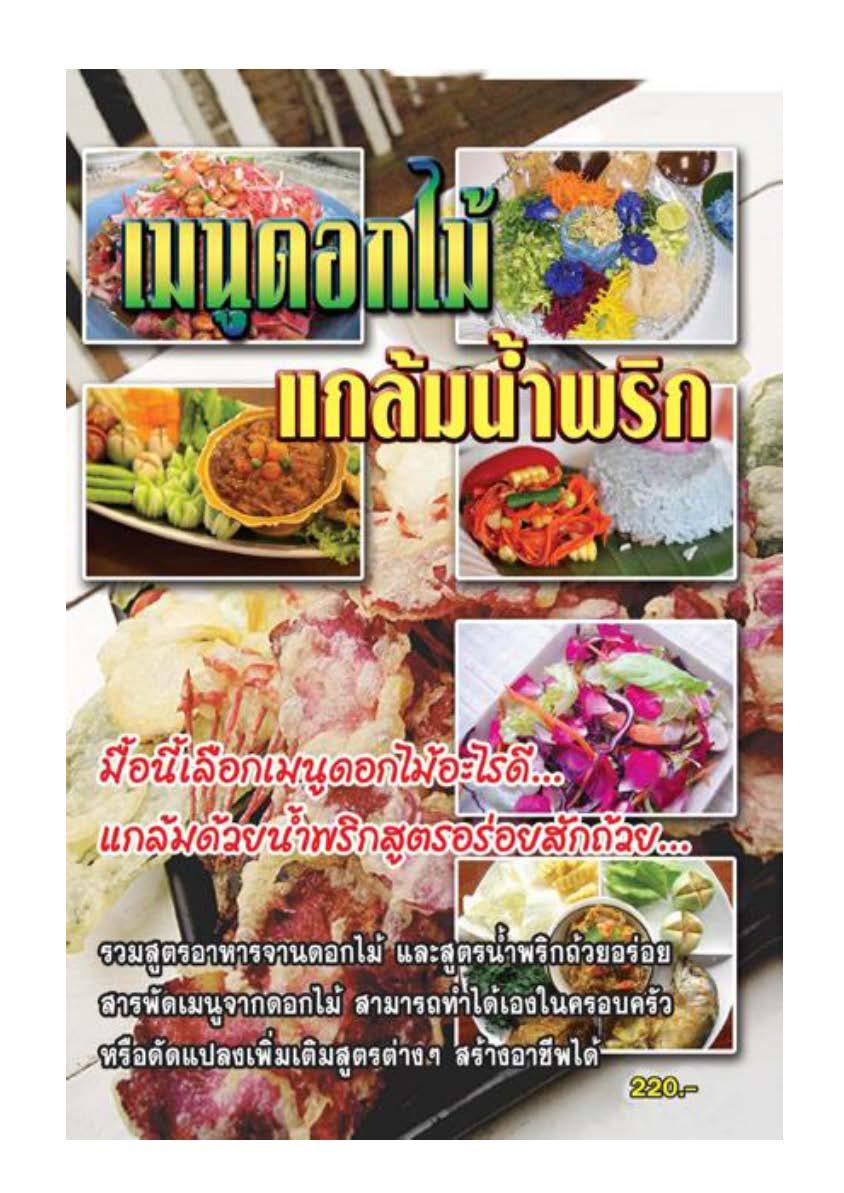 เมนูดอกไม้
แกล้มน้ำพริก
มื้อนี้เลือกเมนูดอกไม้อะไรดี...
แกล้มด้วยน้ำพริกสูตรอร่อยสักถ้วย...
รวมสูตรอาหารจานดอกไม้ และสูตรน้ำพริกถ้วยอร่อย
สารพัดเมนูจากดอกไม้ สามารถทำได้เองในครอบครัว
หรือดัดแปลงเพิ่มเติมสูตรต่างๆ สร้างอาชีพได้
220.-